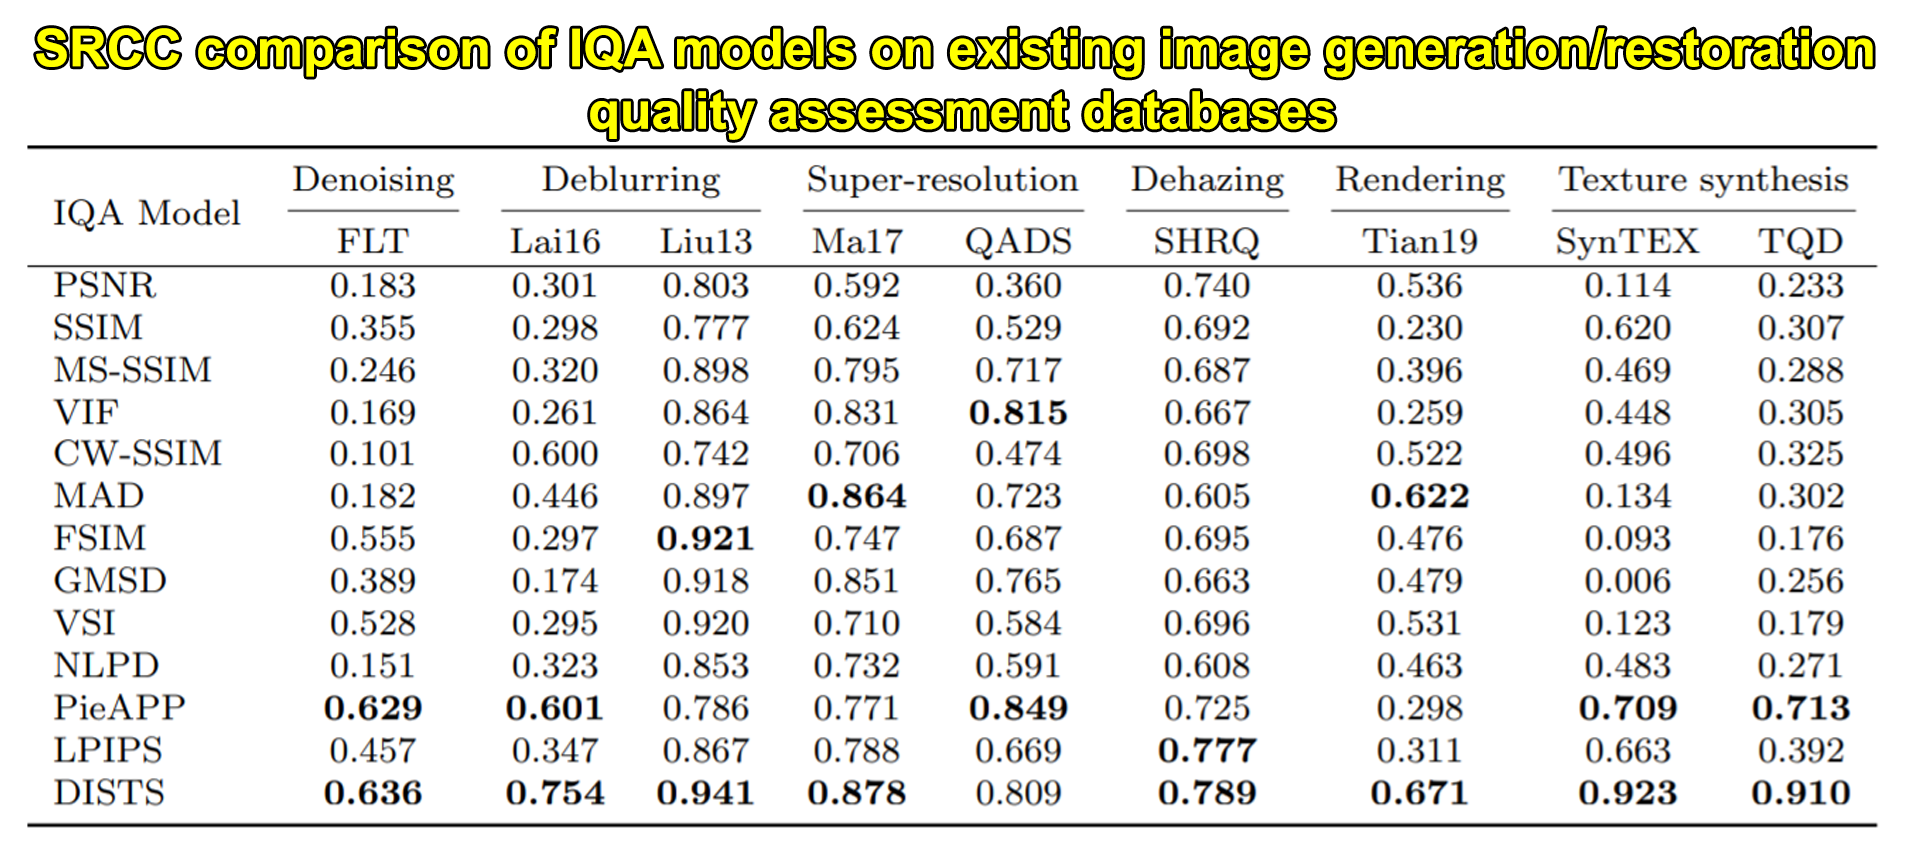 SRCC comparison of IQA models on existing image generation/restoration
quality assessment databases
IQA Model Denoising Deblurring Super-resolution Dehazing Rendering Texture synthesis
FLT Lai16 Liu13 Ma17 QADS SHRQ Tian19 SynTEX TQD
PSNR 0.183 0.301 0.803 0.592 0.360 0.740 0.536 0.114 0.233
SSIM 0.355 0.298 0.777 0.624 0.529 0.692 0.230 0.620 0.307
MS-SSIM 0.246 0.320 0.898 0.795 0.717 0.687 0.396 0.469 0.288
VIF 0.169 0.261 0.864 0.831 0.815 0.667 0.259 0.448 0.305
CW-SSIM 0.101 0.600 0.742 0.706 0.474 0.698 0.522 0.496 0.325
MAD 0.182 0.446 0.897 0.864 0.723 0.605 0.622 0.134 0.302
FSIM 0.555 0.297 0.921 0.747 0.687 0.695 0.476 0.093 0.176
GMSD 0.389 0.174 0.918 0.851 0.765 0.663 0.479 0.006 0.256
VSI 0.528 0.295 0.920 0.710 0.584 0.696 0.531 0.123 0.179
NLPD 0.151 0.323 0.853 0.732 0.591 0.608 0.463 0.483 0.271
PieAPP 0.629 0.601 0.786 0.771 0.849 0.725 0.298 0.709 0.713
LPIPS 0.457 0.347 0.867 0.788 0.669 0.777 0.311 0.663 0.392
DISTS 0.636 0.754 0.941 0.878 0.809 0.789 0.671 0.923 0.910